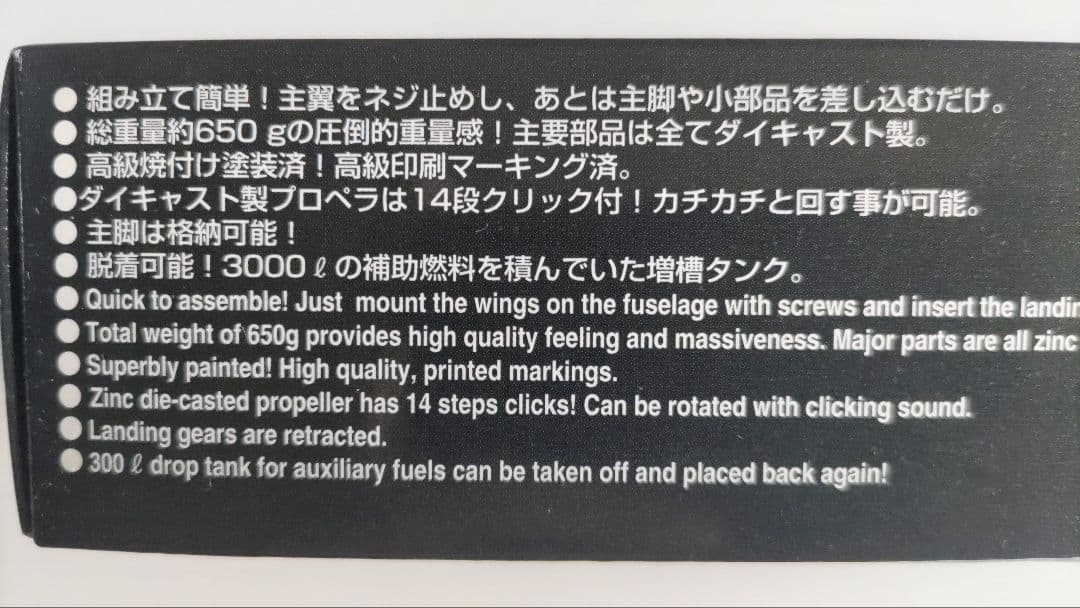 ● 組み立て簡単！主翼をネジ止めし、あとは主脚や小部品を差し込むだけ。
● 総重量約650gの圧倒的重量感！主要部品は全てダイキャスト製。
● 高級焼付け塗装済！高級印刷マーキング済。
●ダイキャスト製プロペラは14段クリック付！カチカチと回す事が可能。
● 主脚は格納可能！
● 脱着可能！3000ℓの補助燃料を積んでいた増槽タンク。
● Quick to assemble! Just mount the wings on the fuselage with screws and insert the landin
● Total weight of 650g provides high quality feeling and massiveness. Major parts are all zinc
● Superbly painted! High quality, printed markings.
● Zinc die-casted propeller has 14 steps clicks! Can be rotated with clicking sound.
● Landing gears are retracted.
● 300ℓ drop tank for auxiliary fuels can be taken off and placed back again!